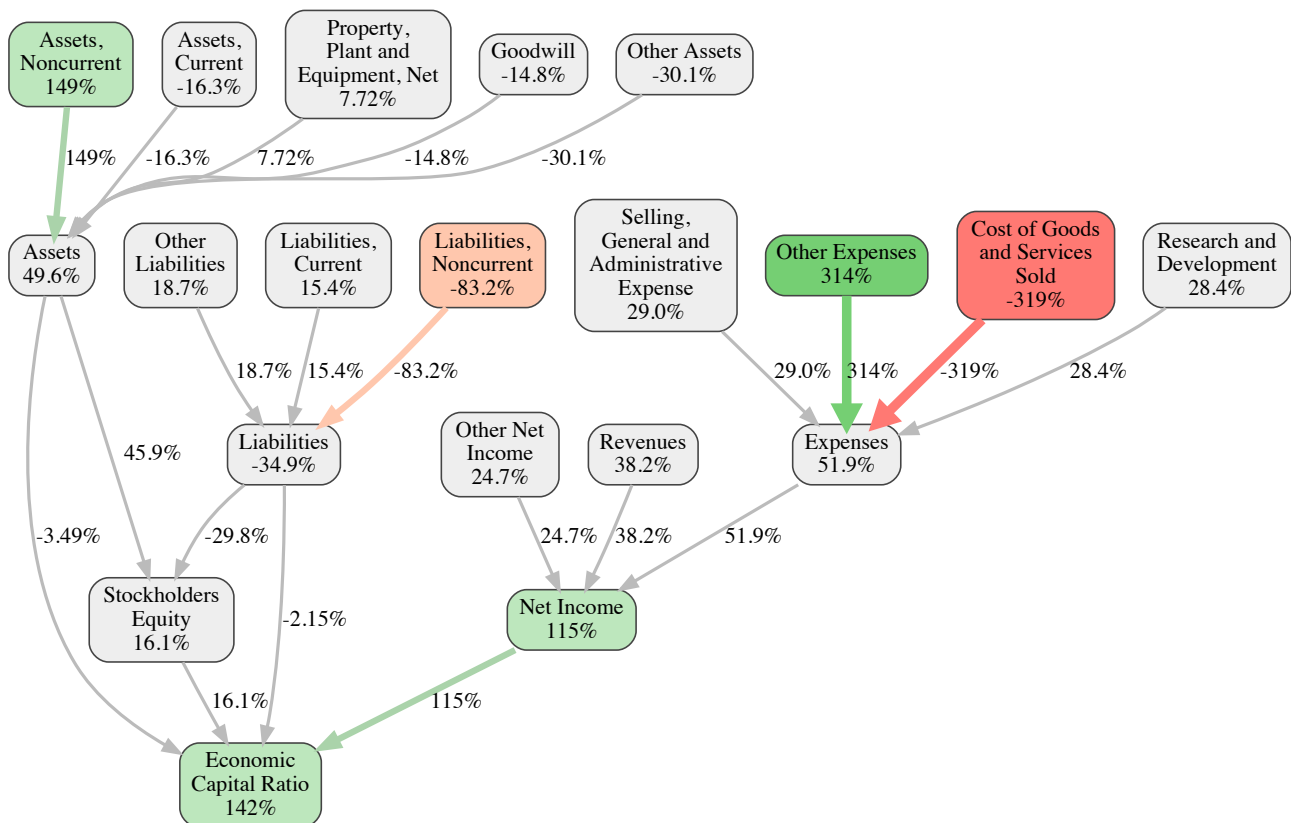 Assets,
Noncurrent
149%
Assets,
Current
-16.3%
Property,
Plant and
Equipment, Net
7.72%
Goodwill
-14.8%
Other Assets
-30.1%
149%
-16.3%
7.72%
-14.8%
-30.1%
Assets
49.6%
Other
Liabilities
18.7%
Liabilities,
Current
15.4%
Liabilities,
Noncurrent
-83.2%
Selling,
General and
Administrative
Expense
29.0%
Other Expenses
314%
Cost of Goods
and Services
Sold
-319%
Research and
Development
28.4%
18.7%
15.4%
-83.2%
29.0%
314%
-319%
28.4%
45.9%
Liabilities
-34.9%
Other Net
Income
24.7%
Revenues
38.2%
Expenses
51.9%
-3.49%
-29.8%
24.7%
38.2%
51.9%
Stockholders
Equity
16.1%
-2.15%
Net Income
115%
16.1%
115%
Economic
Capital Ratio
142%